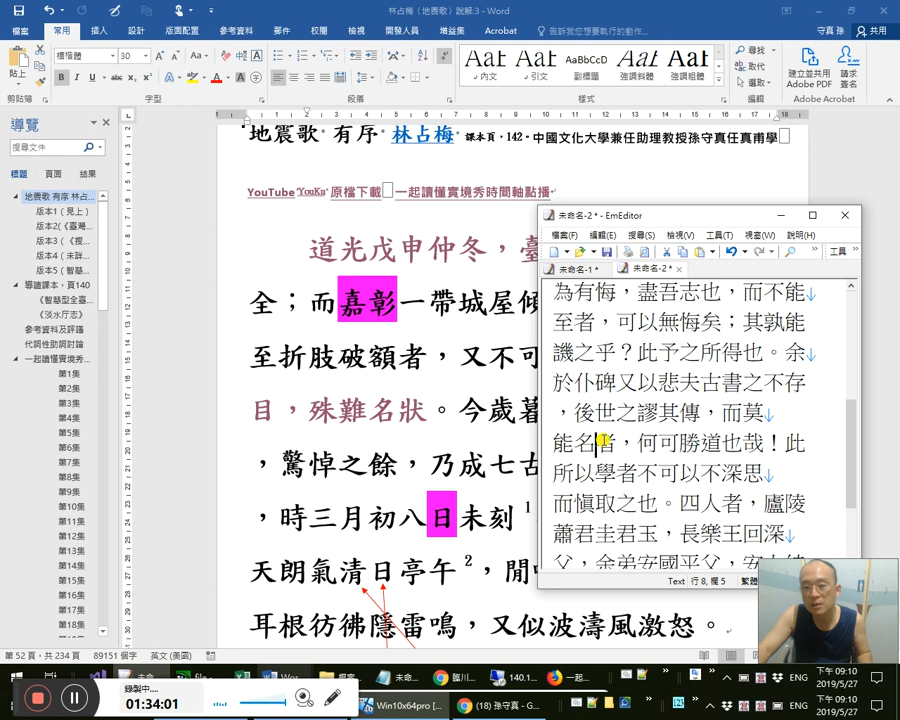 林占梅（地震歌）說解:3 - Word
檔案 常用 插入 設計 版面配置 參考資料 郵件 校閱 檢視 開發人員 增益集 Acrobat 告訴我您想要執行的動作... 守真 孫 共用
貼上
標楷體 30
剪貼簿 字型 段落 樣式 編輯 Adobe Acrobat
內文 引文 副標題 強調斜體 強調粗體
尋找
取代
選取
建立並共用 Adobe PDF
請求簽名
導覽
搜尋文件
標題 頁面 結果
地震歌 有序 林占...
版本1（見上）
版本2(《臺灣...
版本3（《搜...
版本4（未詳...
版本5（智慧...
導讀課本，頁140
《智慧型全臺...
《淡水厅志》
參考資料及評議
代詞性助詞討論
一起讀懂實境秀...
第1集
第2集
第3集
第4集
第5集
第6集
第7集
第8集
第9集
第10集
第11集
第12集
第13集
第14集
第15集
第16集
第17集
第18集
地震歌 有序 林占梅 課本頁，142，中國文化大學兼任助理教授孫守真任真甫學
YouTube YouKu 原檔下載 一起讀懂實境秀時間軸點播
道光戊申仲冬，臺
全；而嘉彰一帶城屋傾
至折肢破額者，又不可
目，殊難名狀。今歲暮
，驚悼之餘，乃成七古
，時三月初八日未刻1
天朗氣清日亭午2，閒
耳根彷彿隱雷鳴，又似波濤風激怒。
未命名-2 * - EmEditor
檔案(F) 編輯(E) 搜尋(S) 檢視(V) 工具(T) 視窗(W) 說明(H)
工具
未命名-1 * 未命名-2 *
為有悔，盡吾志也，而不能↓
至者，可以無悔矣；其孰能
譏之乎？此予之所得也。余↓
於仆碑又以悲夫古書之不存
，後世之謬其傳，而莫↓
能名者，何可勝道也哉！此
所以學者不可以不深思↓
而慎取之也。四人者，廬陵
蕭君圭君玉，長樂王回深↓
父，余弟安國平父，安
Text 行 8, 欄 5 繁體
第 52 頁，共 234 頁 89151 個字 英文 (美國)
錄製中...
01:34:01
Win10x64pro [
(18) 孫守真 - G...
ENG 下午 09:10 2019/5/27
ENG 下午 09:10 2019/5/27